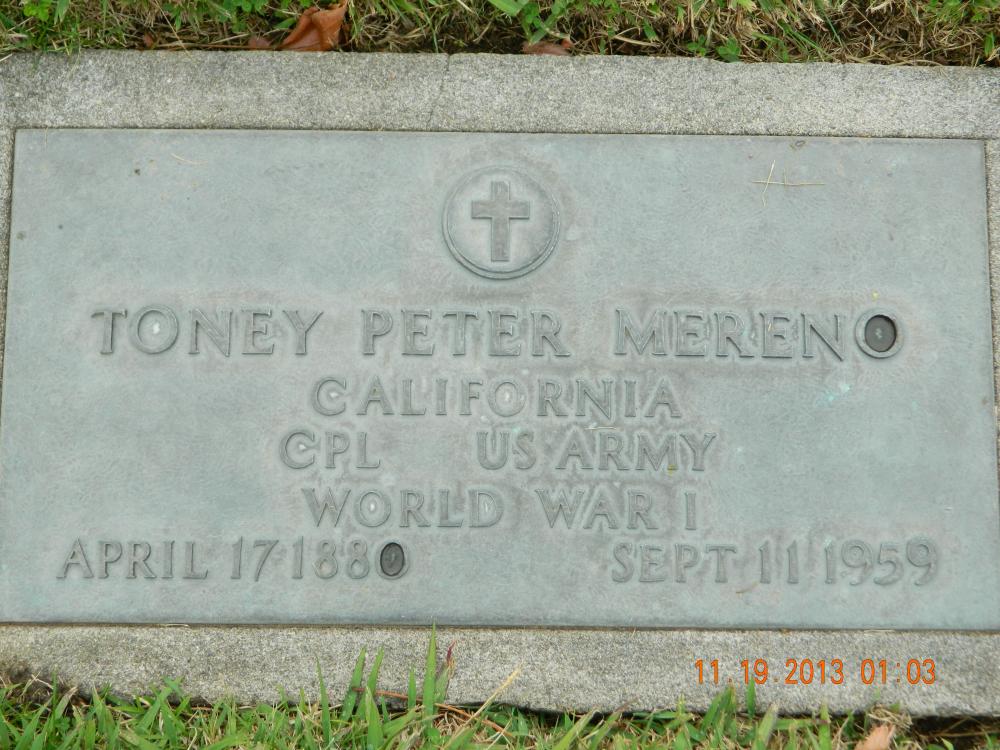 TONEY PETER MERENO
CALIFORNIA
CPL US ARMY
WORLD WAR I
APRIL 17 1880 SEPT 11 1959
11.19.2013 01:03